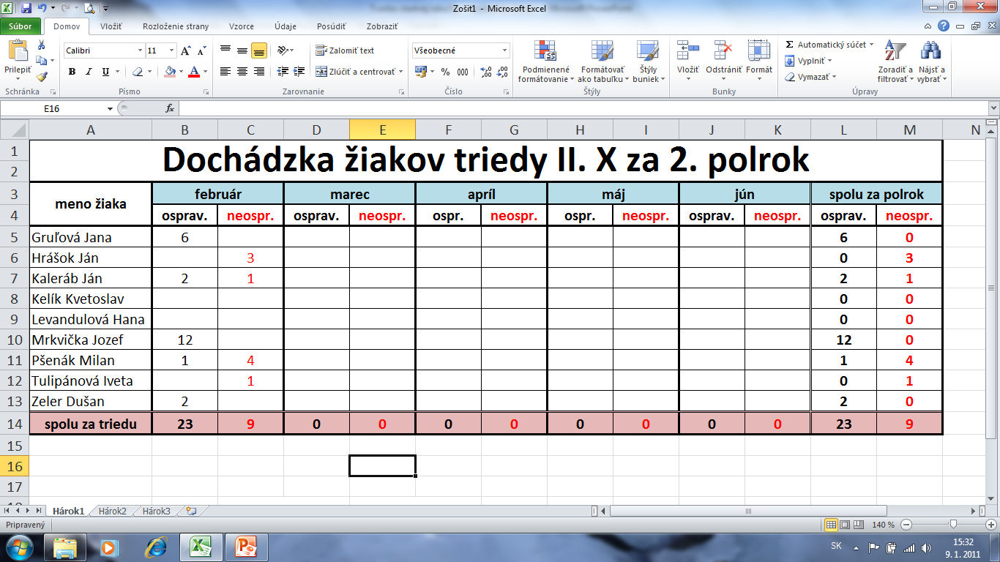 Zošit1 - Microsoft Excel
Súbor Domov Vložiť Rozloženie strany Vzorce Údaje Posúdiť Zobraziť
Prilepiť
Calibri 11
B I U
Zalomiť text
Zlúčiť a centrovať
Všeobecné
% 000
Podmienené formátovanie
Formátovať ako tabuľku
Štýly buniek
Vložiť Odstrániť Formát
Σ Automatický súčet
Vyplniť
Vymazať
Zoradiť a filtrovať
Nájsť a vybrať
Schránka Písmo Zarovnanie Číslo Štýly Bunky Úpravy
E16 fx
A B C D E F G H I J K L M N
1 Dochádzka žiakov triedy II. X za 2. polrok
2
3 meno žiaka február marec apríl máj jún spolu za polrok
4 osprav. neospr. osprav. neospr. ospr. neospr. ospr. neospr. osprav. neospr. osprav. neospr.
5 Gruľová Jana 6 6 0
6 Hrášok Ján 3 0 3
7 Kaleráb Ján 2 1 2 1
8 Kelík Kvetoslav 0 0
9 Levandulová Hana 0 0
10 Mrkvička Jozef 12 12 0
11 Pšenák Milan 1 4 1 4
12 Tulipánová Iveta 1 0 1
13 Zeler Dušan 2 2 0
14 spolu za triedu 23 9 0 0 0 0 0 0 0 0 23 9
15
16
17
Hárok1 Hárok2 Hárok3
Pripravený 140 %
SK 15:32
9. 1. 2011